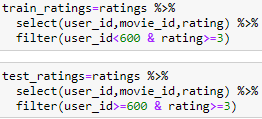 train_ratings=ratings %>%
select(user_id,movie_id,rating) %>%
filter(user_id<600 & rating>=3)
test_ratings=ratings %>%
select(user_id,movie_id,rating) %>%
filter(user_id>=600 & rating>=3)